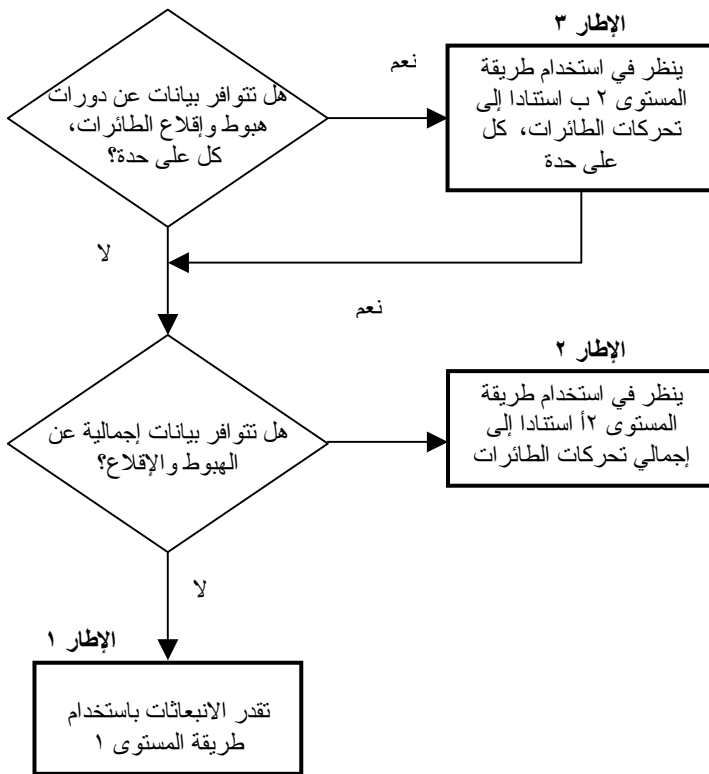 هل تتوافر بيانات عن دورات
هبوط وإقلاع الطائرات،
كل على حدة؟
نعم
الإطار ٣
ينظر في استخدام طريقة
المستوى ٢ ب استنادا إلى
تحركات الطائرات، كل
على حدة
لا
نعم
هل تتوافر بيانات إجمالية عن
الهبوط والإقلاع؟
الإطار ٢
ينظر في استخدام طريقة
المستوى ٢أ استنادا إلى
إجمالي تحركات الطائرات
لا
الإطار ١
تقدر الانبعاثات باستخدام
طريقة المستوى ١